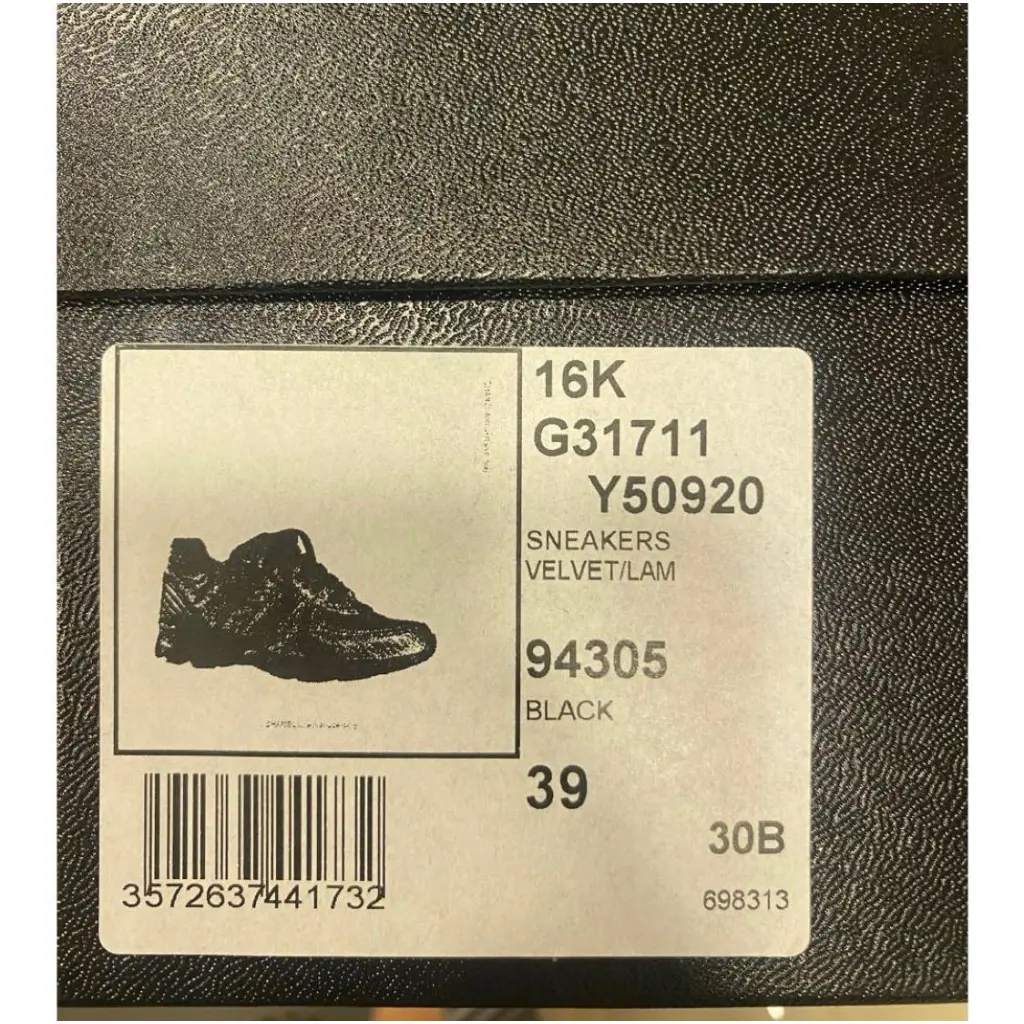 16K
G31711
Y50920
SNEAKERS
VELVET/LAM
94305
BLACK
39
30B
3572637441732
698313